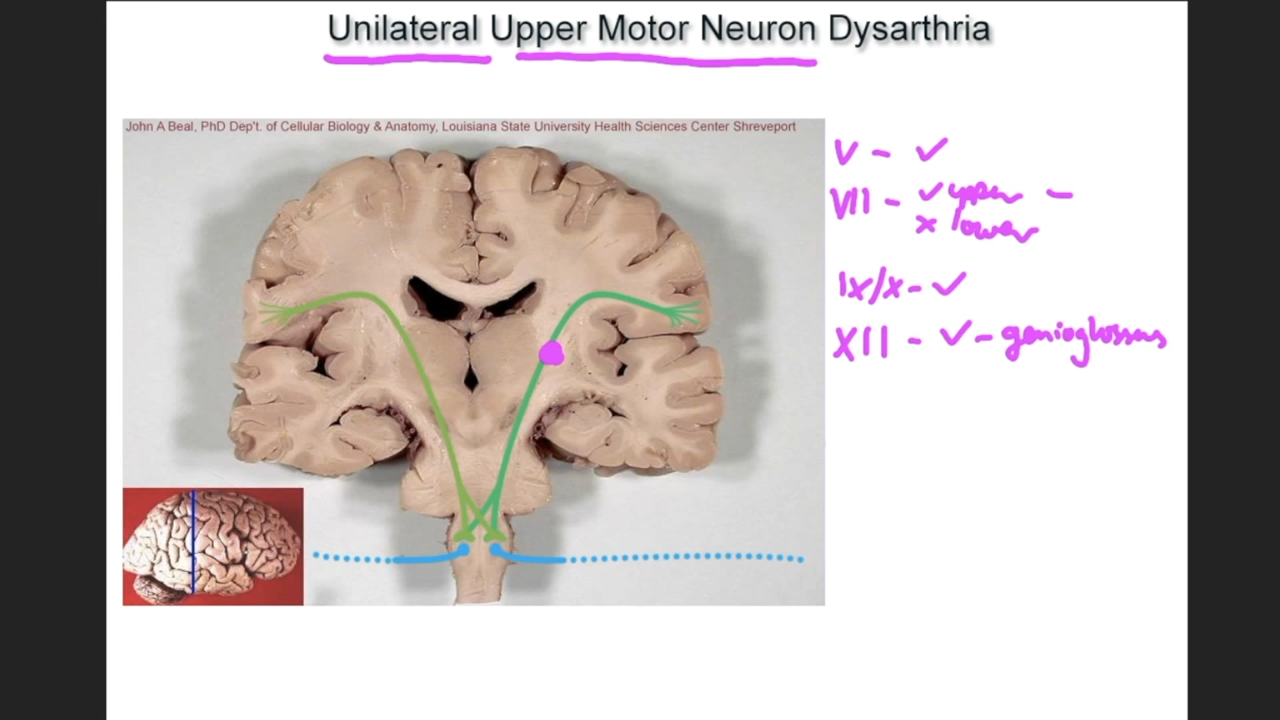 Unilateral Upper Motor Neuron Dysarthria
John A Beal, PhD Dep't. of Cellular Biology & Anatomy, Louisiana State University Health Sciences Center Shreveport
V - ✓
VII - ✓ upper -
x lower
IX/X - ✓
XII - ✓ - genioglossus